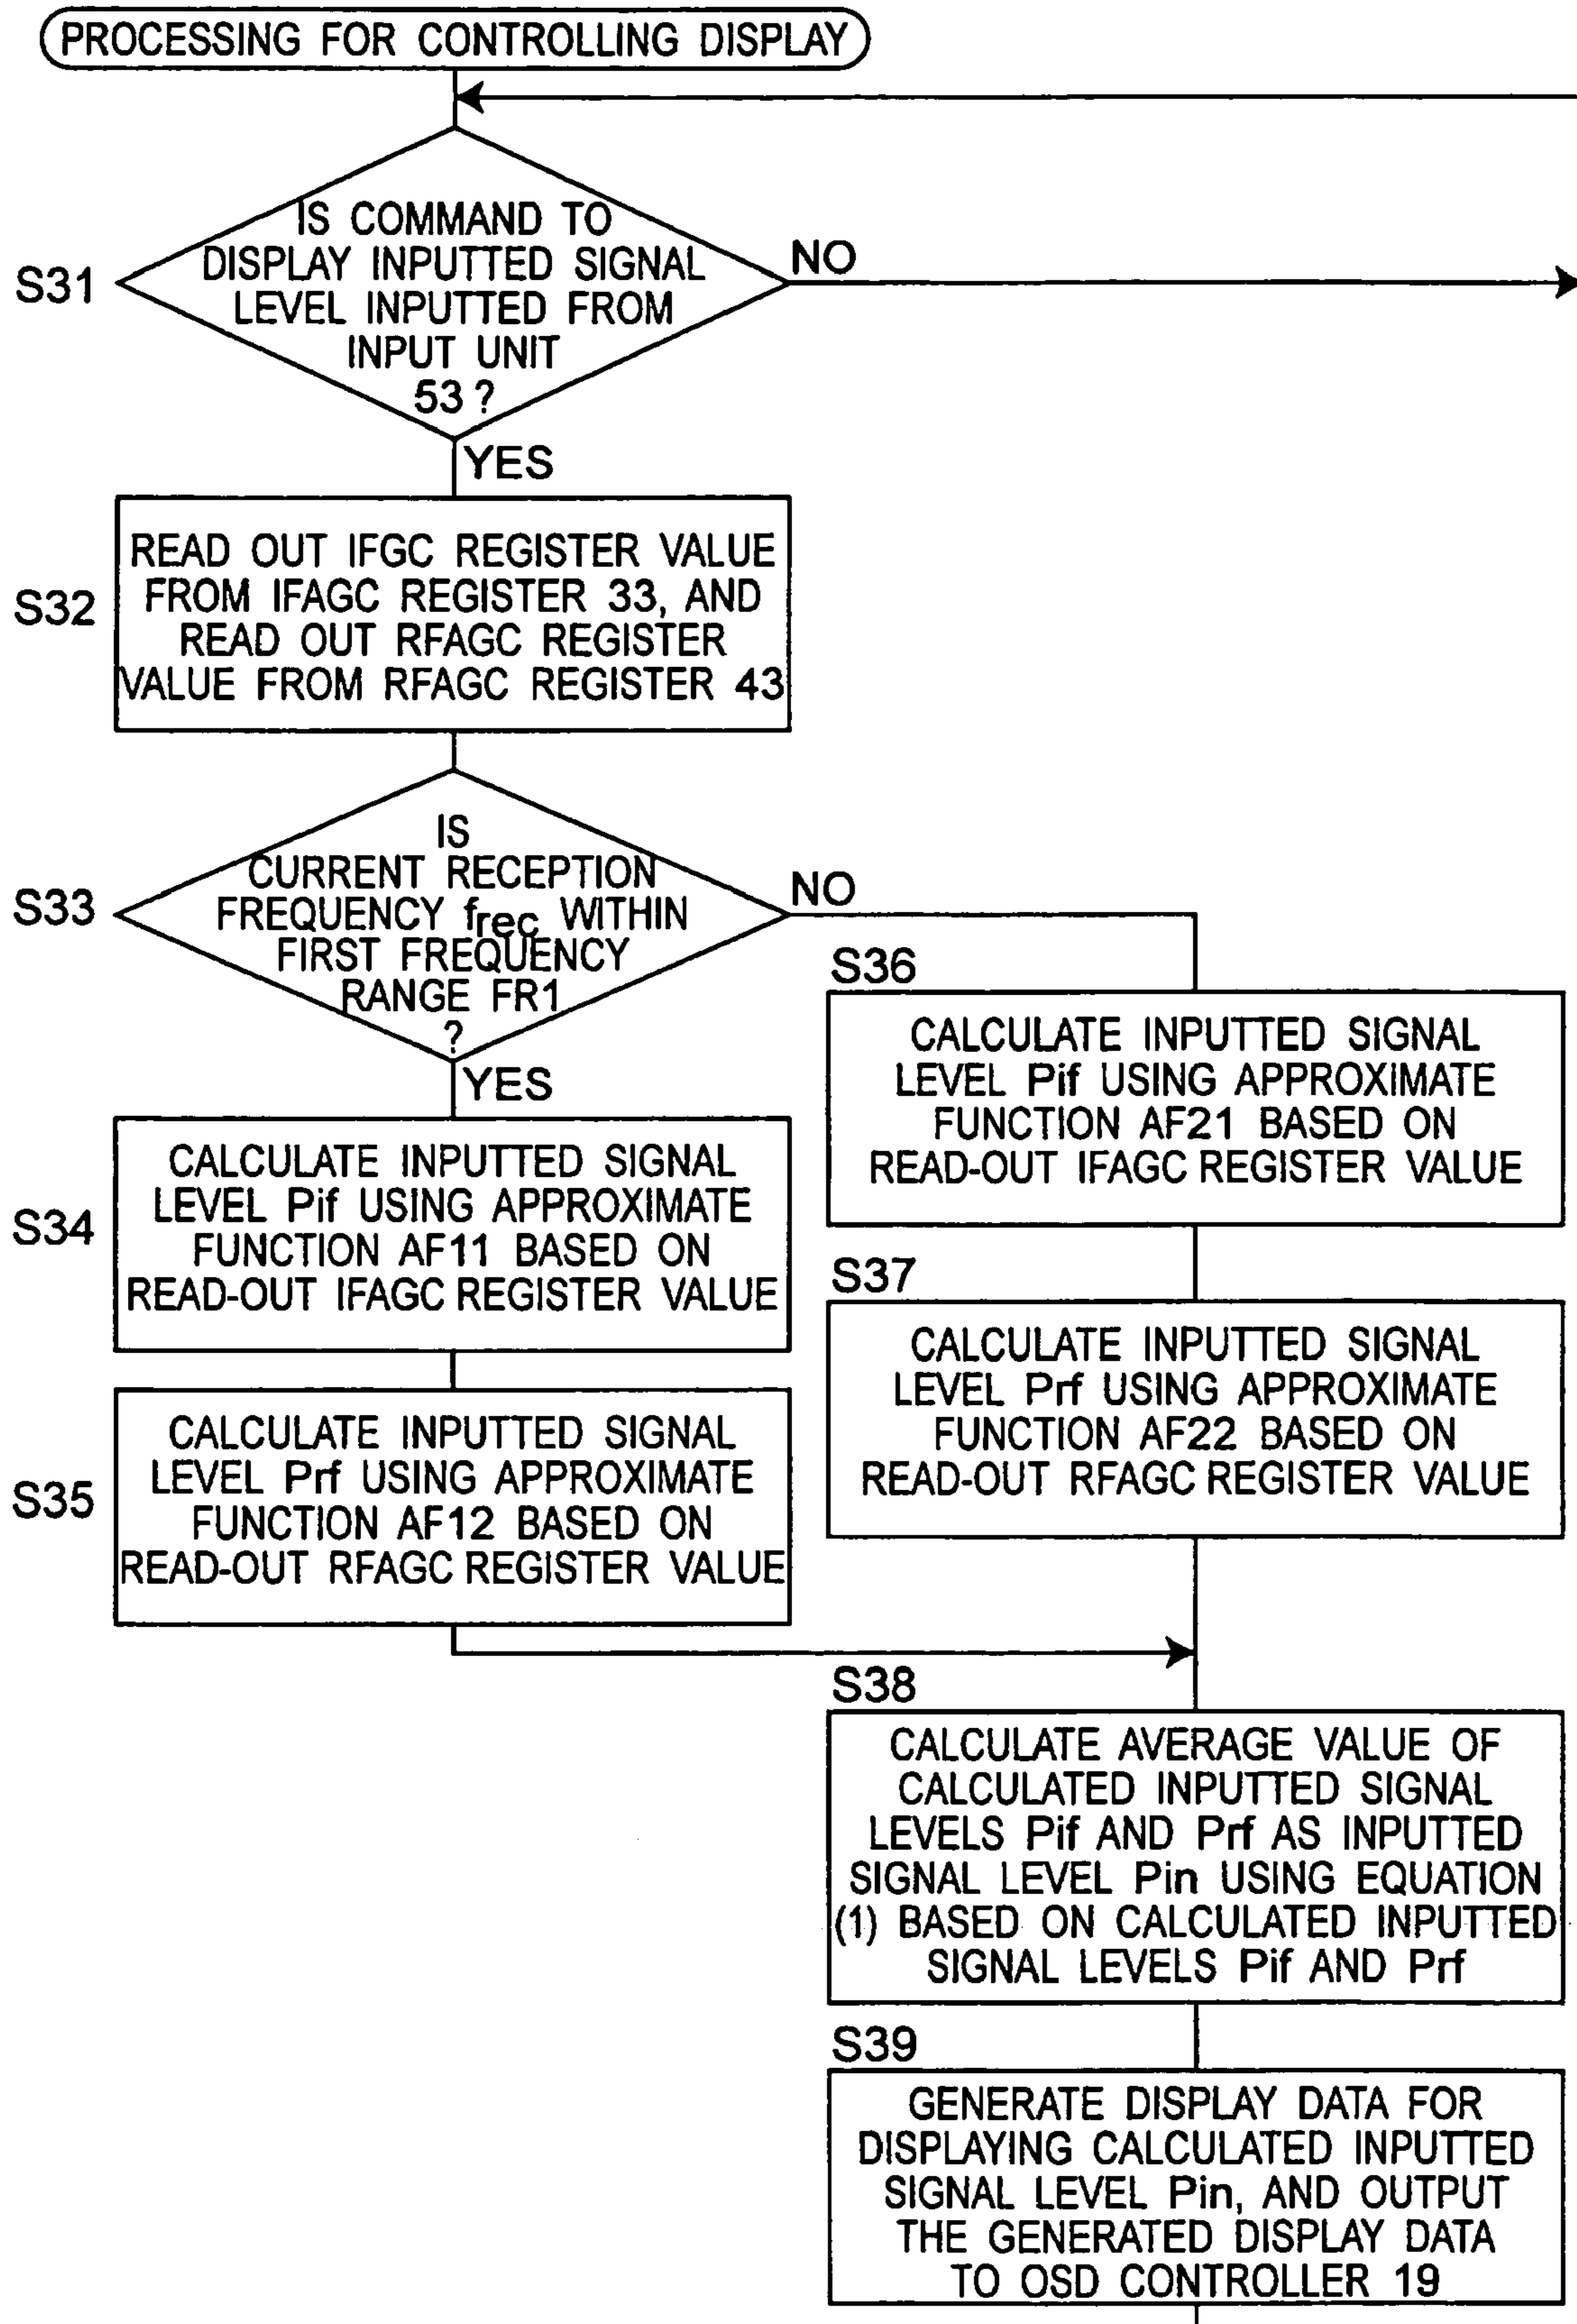 PROCESSING FOR CONTROLLING DISPLAY
S31
IS COMMAND TO
DISPLAY INPUTTED SIGNAL
LEVEL INPUTTED FROM
INPUT UNIT
53 ?
NO
YES
S32
READ OUT IFGC REGISTER VALUE
FROM IFAGC REGISTER 33, AND
READ OUT RFAGC REGISTER
VALUE FROM RFAGC REGISTER 43
S33
IS
CURRENT RECEPTION
FREQUENCY frec WITHIN
FIRST FREQUENCY
RANGE FR1
?
NO
YES
S34
CALCULATE INPUTTED SIGNAL
LEVEL Pif USING APPROXIMATE
FUNCTION AF11 BASED ON
READ-OUT IFAGC REGISTER VALUE
S35
CALCULATE INPUTTED SIGNAL
LEVEL Prf USING APPROXIMATE
FUNCTION AF12 BASED ON
READ-OUT RFAGC REGISTER VALUE
S36
CALCULATE INPUTTED SIGNAL
LEVEL Pif USING APPROXIMATE
FUNCTION AF21 BASED ON
READ-OUT IFAGC REGISTER VALUE
S37
CALCULATE INPUTTED SIGNAL
LEVEL Prf USING APPROXIMATE
FUNCTION AF22 BASED ON
READ-OUT RFAGC REGISTER VALUE
S38
CALCULATE AVERAGE VALUE OF
CALCULATED INPUTTED SIGNAL
LEVELS Pif AND Prf AS INPUTTED
SIGNAL LEVEL Pin USING EQUATION
(1) BASED ON CALCULATED INPUTTED
SIGNAL LEVELS Pif AND Prf
S39
GENERATE DISPLAY DATA FOR
DISPLAYING CALCULATED INPUTTED
SIGNAL LEVEL Pin, AND OUTPUT
THE GENERATED DISPLAY DATA
TO OSD CONTROLLER 19